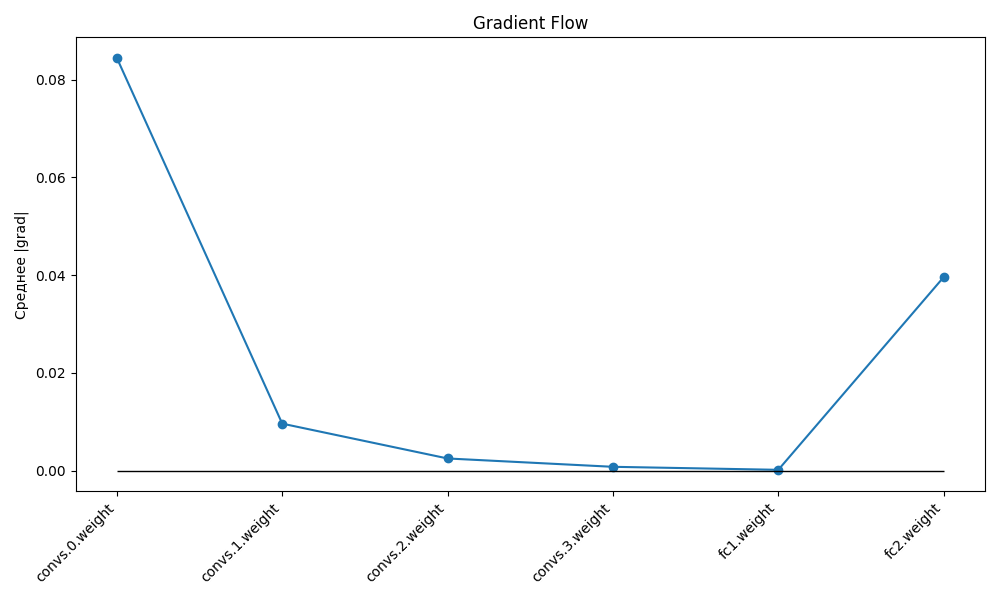 Gradient Flow
Среднее |grad|
0.08
0.06
0.04
0.02
0.00
convs.0.weight
convs.1.weight
convs.2.weight
convs.3.weight
fc1.weight
fc2.weight